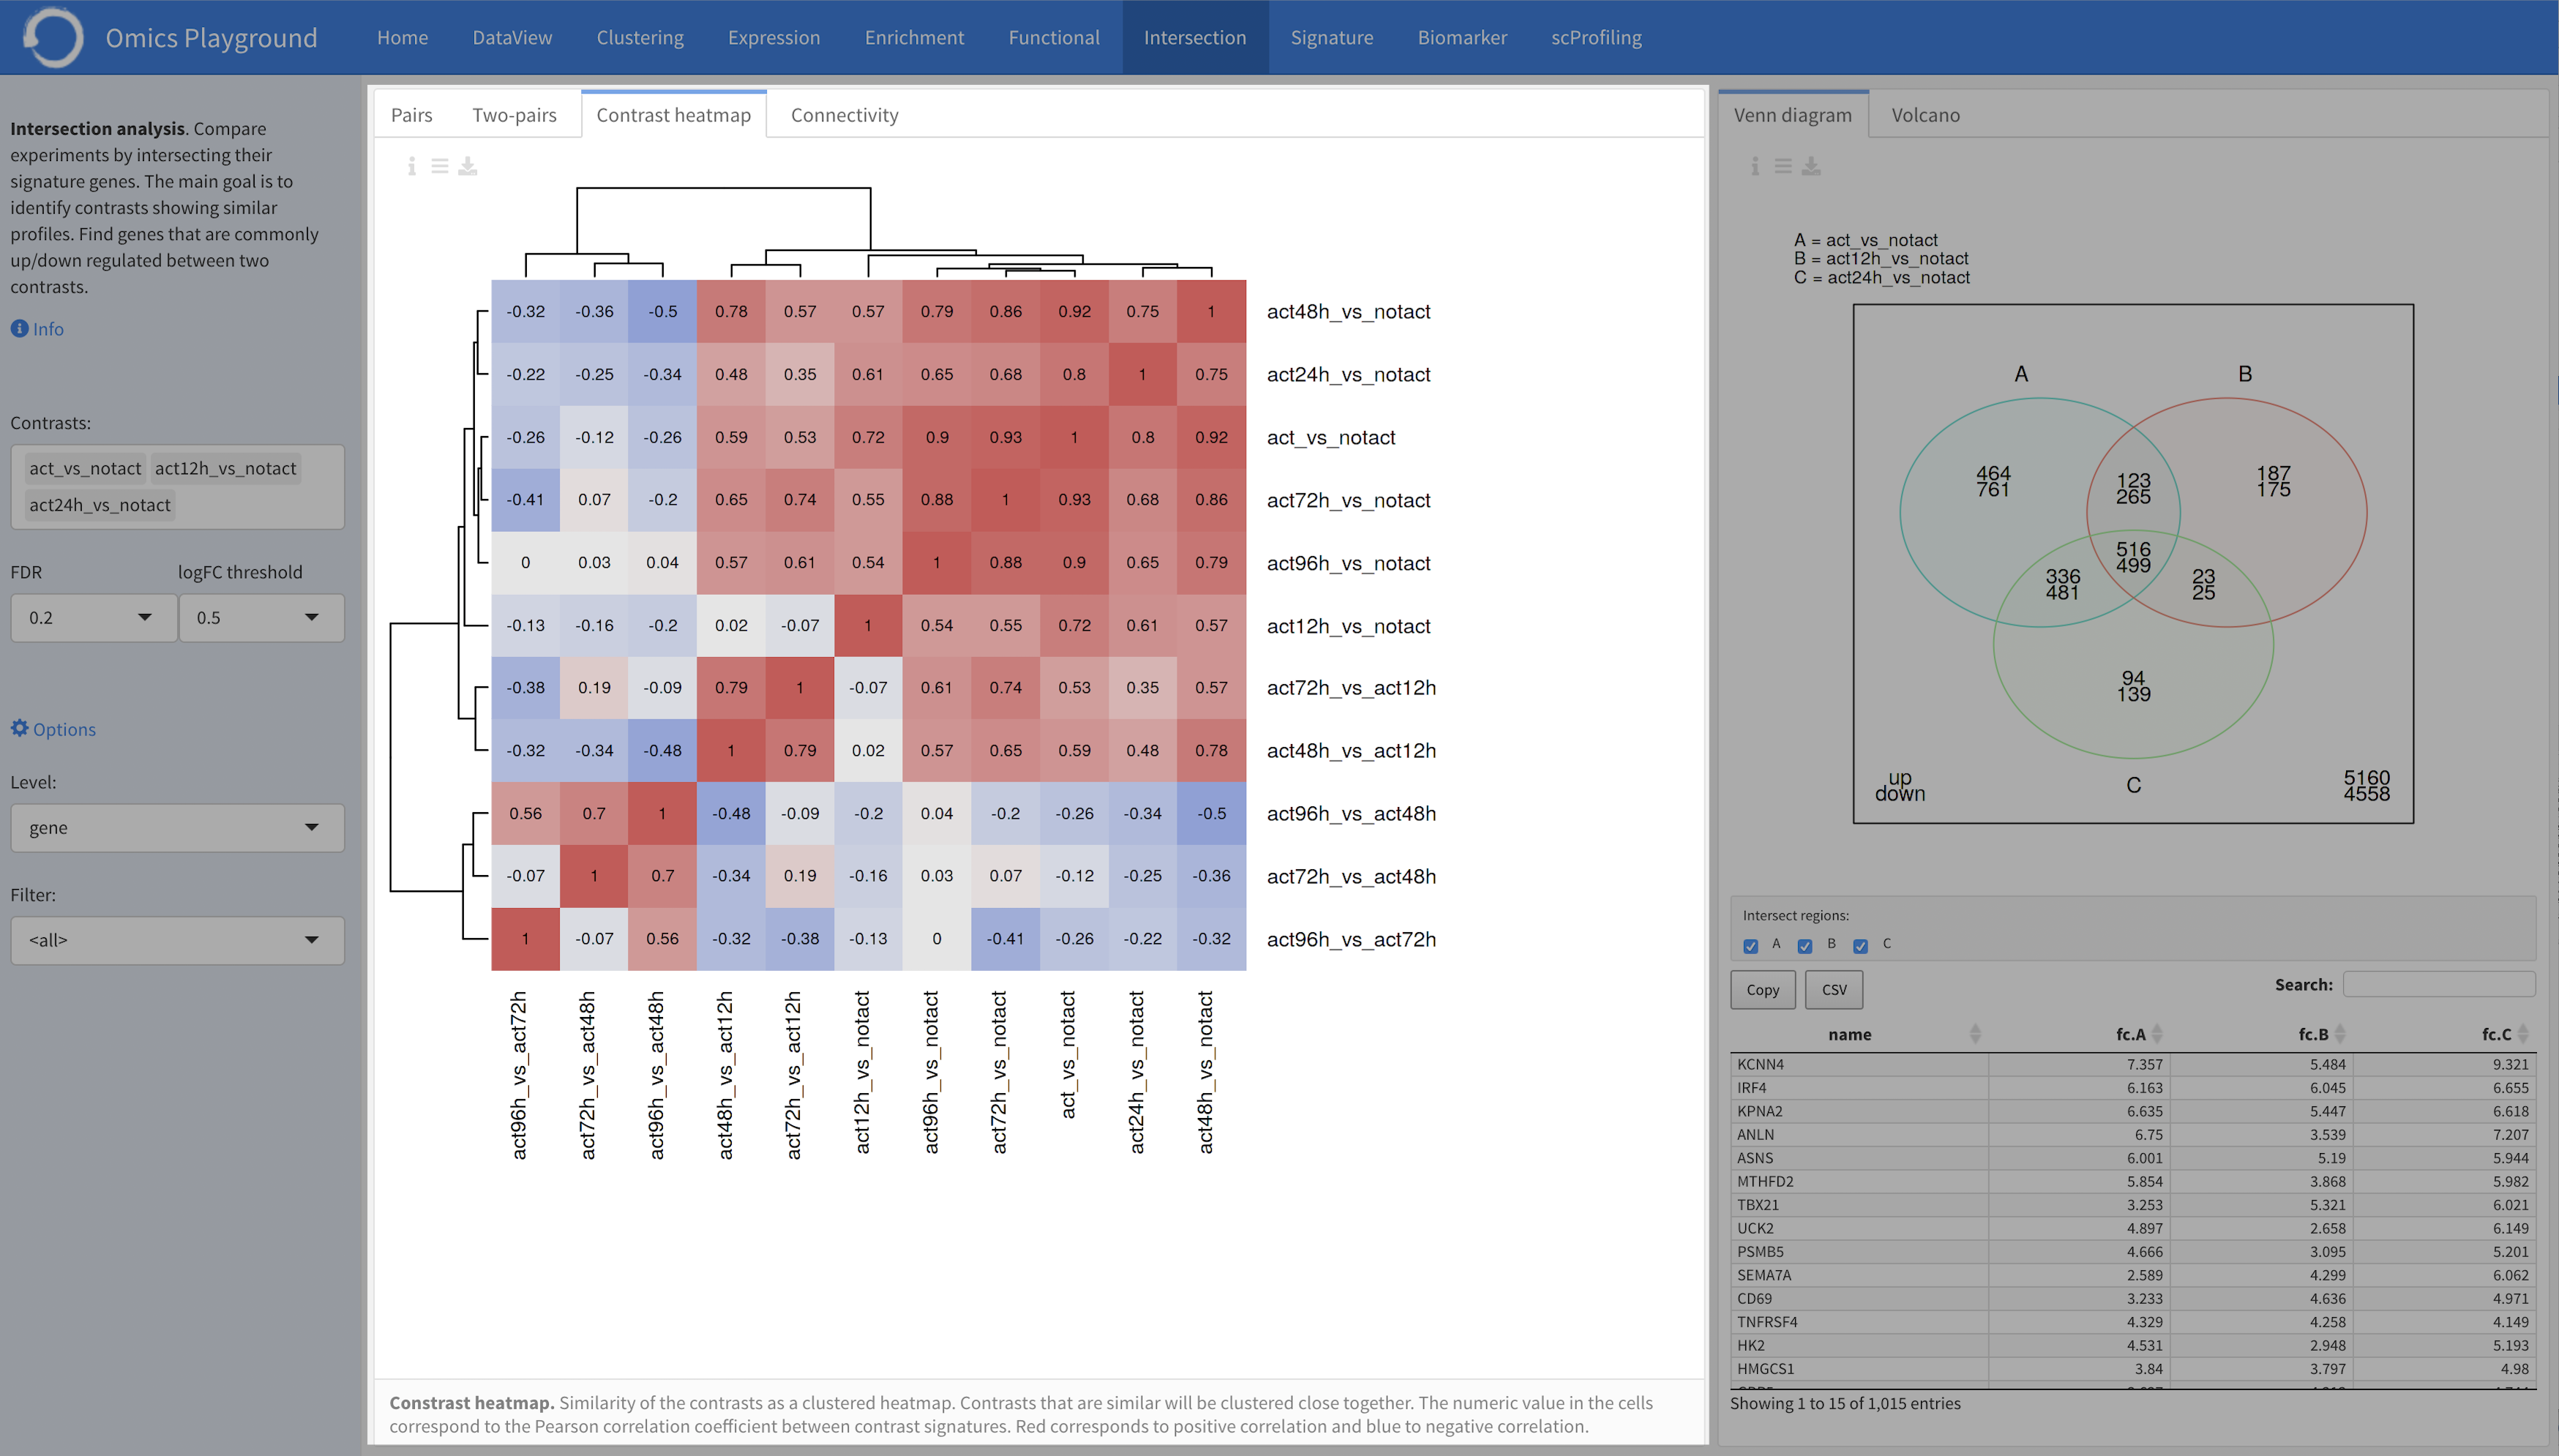 Omics Playground
Home DataView Clustering Expression Enrichment Functional Intersection Signature Biomarker scProfiling
Intersection analysis. Compare
experiments by intersecting their
signature genes. The main goal is to
identify contrasts showing similar
profiles. Find genes that are commonly
up/down regulated between two
contrasts.
Info
Contrasts:
act_vs_notact act12h_vs_notact
act24h_vs_notact
FDR logFC threshold
0.2 0.5
Options
Level:
gene
Filter:
<all>
Pairs Two-pairs Contrast heatmap Connectivity
-0.32 -0.36 -0.5 0.78 0.57 0.57 0.79 0.86 0.92 0.75 1 act48h_vs_notact
-0.22 -0.25 -0.34 0.48 0.35 0.61 0.65 0.68 0.8 1 0.75 act24h_vs_notact
-0.26 -0.12 -0.26 0.59 0.53 0.72 0.9 0.93 1 0.8 0.92 act_vs_notact
-0.41 0.07 -0.2 0.65 0.74 0.55 0.88 1 0.93 0.68 0.86 act72h_vs_notact
0 0.03 0.04 0.57 0.61 0.54 1 0.88 0.9 0.65 0.79 act96h_vs_notact
-0.13 -0.16 -0.2 0.02 -0.07 1 0.54 0.55 0.72 0.61 0.57 act12h_vs_notact
-0.38 0.19 -0.09 0.79 1 -0.07 0.61 0.74 0.53 0.35 0.57 act72h_vs_act12h
-0.32 -0.34 -0.48 1 0.79 0.02 0.57 0.65 0.59 0.48 0.78 act48h_vs_act12h
0.56 0.7 1 -0.48 -0.09 -0.2 0.04 -0.2 -0.26 -0.34 -0.5 act96h_vs_act48h
-0.07 1 0.7 -0.34 0.19 -0.16 0.03 0.07 -0.12 -0.25 -0.36 act72h_vs_act48h
1 -0.07 0.56 -0.32 -0.38 -0.13 0 -0.41 -0.26 -0.22 -0.32 act96h_vs_act72h
act96h_vs_act72h
act72h_vs_act48h
act96h_vs_act48h
act48h_vs_act12h
act72h_vs_act12h
act12h_vs_notact
act96h_vs_notact
act72h_vs_notact
act_vs_notact
act24h_vs_notact
act48h_vs_notact
Constrast heatmap. Similarity of the contrasts as a clustered heatmap. Contrasts that are similar will be clustered close together. The numeric value in the cells
correspond to the Pearson correlation coefficient between contrast signatures. Red corresponds to positive correlation and blue to negative correlation.
Venn diagram Volcano
A = act_vs_notact
B = act12h_vs_notact
C = act24h_vs_notact
A B
464 123 187
761 265 175
516
499
336 23
481 25
94
139
up C 5160
down 4558
Intersect regions:
A B C
Copy CSV Search:
name fc.A fc.B fc.C
KCNN4 7.357 5.484 9.321
IRF4 6.163 6.045 6.655
KPNA2 6.635 5.447 6.618
ANLN 6.75 3.539 7.207
ASNS 6.001 5.19 5.944
MTHFD2 5.854 3.868 5.982
TBX21 3.253 5.321 6.021
UCK2 4.897 2.658 6.149
PSMB5 4.666 3.095 5.201
SEMA7A 2.589 4.299 6.062
CD69 3.233 4.636 4.971
TNFRSF4 4.329 4.258 4.149
HK2 4.531 2.948 5.193
HMGCS1 3.84 3.797 4.98
Showing 1 to 15 of 1,015 entries